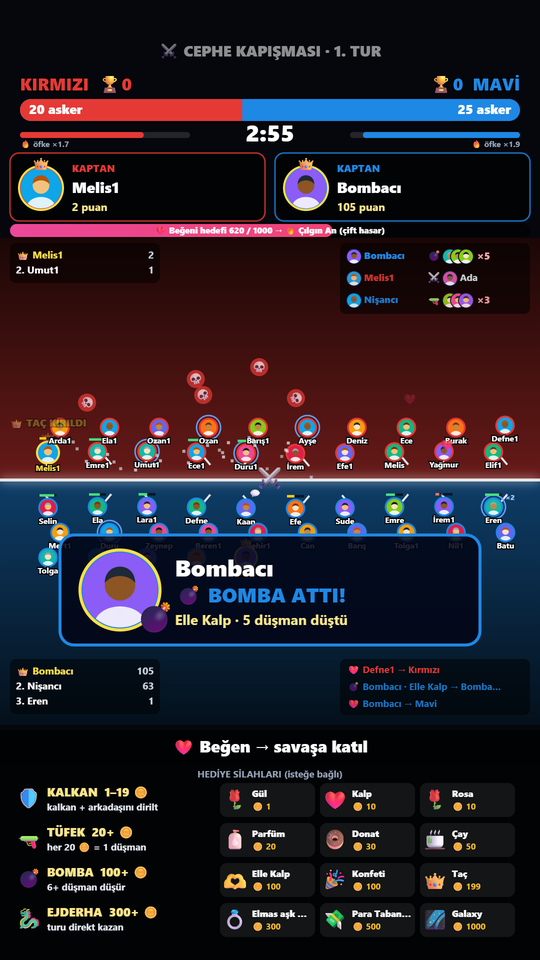 CEPHE KAPIŞMASI · 1. TUR
KIRMIZI 0
0 MAVİ
20 asker
25 asker
öfke ×1.7
2:55
öfke ×1.9
KAPTAN
Melis1
2 puan
KAPTAN
Bombacı
105 puan
Beğeni hedefi 620 / 1000 → Çılgın An (çift hasar)
Melis1 2
2. Umut1 1
Bombacı ×5
Melis1 Ada
Nişancı ×3
TAÇ KIRILDI
Arda1 Ela1 Ozan1 Ozan Barış1 Ayşe Deniz Ece Burak Defne1
Melis1 Emre1 Umut1 Ece1 Duru1 İrem Efe1 Melis Yağmur Elif1
Selin Ela Lara1 Defne Kaan Efe Sude Emre İrem1 Eren
Zeynep Baran1 Can Barış Tolga1 Nil1 Batu
Tolga
Bombacı
BOMBA ATTI!
Elle Kalp · 5 düşman düştü
Bombacı 105
2. Nişancı 63
3. Eren 1
Defne1 → Kırmızı
Bombacı · Elle Kalp → Bomba...
Bombacı → Mavi
Beğen → savaşa katıl
HEDİYE SİLAHLARI (isteğe bağlı)
KALKAN 1–19
kalkan + arkadaşını dirilt
TÜFEK 20+
her 20 = 1 düşman
BOMBA 100+
6+ düşman düşür
EJDERHA 300+
turu direkt kazan
Gül
1
Kalp
10
Rosa
10
Parfüm
20
Donat
30
Çay
50
Elle Kalp
100
Konfeti
100
Taç
199
Elmas aşk ...
300
Para Taban...
500
Galaxy
1000